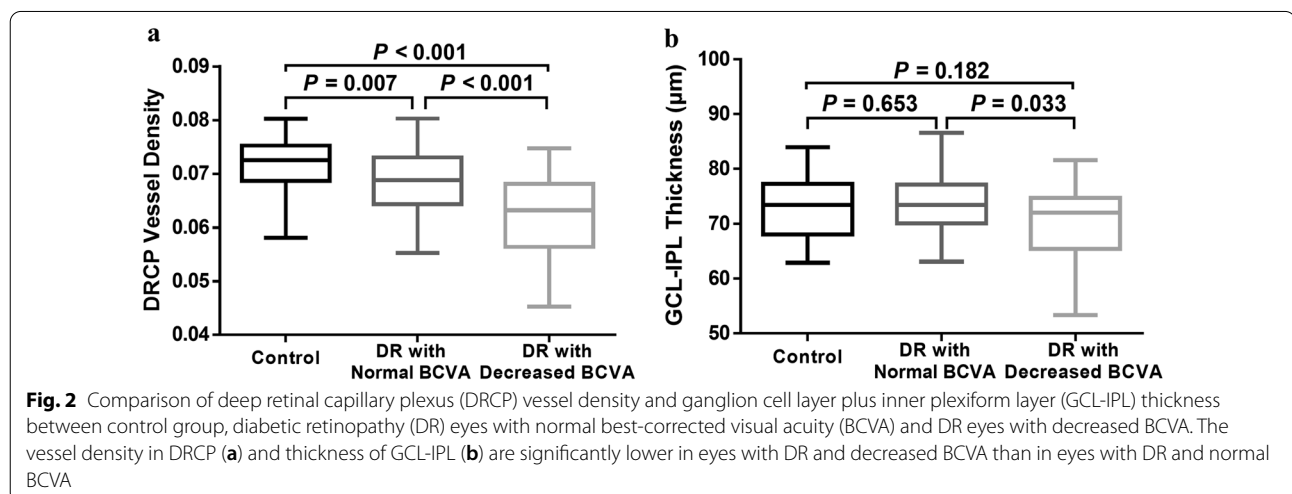 a
P < 0.001
P = 0.007 P < 0.001
0.09
0.08
0.07
0.06
0.05
0.04
DRCP Vessel Density
Control
DR with
Normal BCVA
DR with
Decreased BCVA
b
P = 0.182
P = 0.653 P = 0.033
100
90
80
70
60
50
GCL-IPL Thickness (µm)
Control
DR with
Normal BCVA
DR with
Decreased BCVA
Fig. 2 Comparison of deep retinal capillary plexus (DRCP) vessel density and ganglion cell layer plus inner plexiform layer (GCL-IPL) thickness
between control group, diabetic retinopathy (DR) eyes with normal best-corrected visual acuity (BCVA) and DR eyes with decreased BCVA. The
vessel density in DRCP (a) and thickness of GCL-IPL (b) are significantly lower in eyes with DR and decreased BCVA than in eyes with DR and normal
BCVA